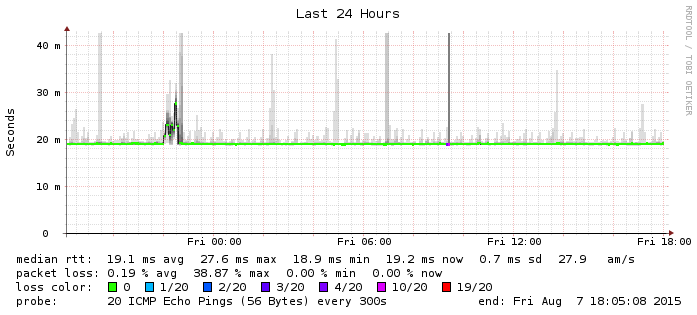 Last 24 Hours
RRDTOOL / TOBI OETIKER
Seconds
40 m
30 m
20 m
10 m
0
Fri 00:00 Fri 06:00 Fri 12:00 Fri 18:00
median rtt: 19.1 ms avg 27.6 ms max 18.9 ms min 19.2 ms now 0.7 ms sd 27.9 am/s
packet loss: 0.19 % avg 38.87 % max 0.00 % min 0.00 % now
loss color: 0 1/20 2/20 3/20 4/20 10/20 19/20
probe: 20 ICMP Echo Pings (56 Bytes) every 300s end: Fri Aug 7 18:05:08 2015